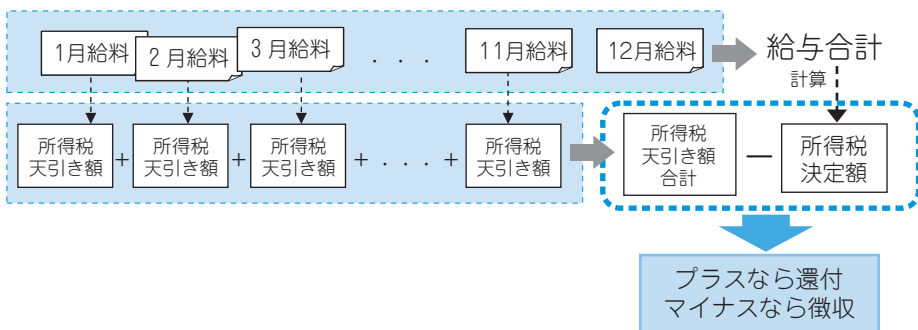 1月給料
2月給料
3月給料
. . .
11月給料
12月給料
給与合計
計算
所得税
天引き額
+
所得税
天引き額
+
所得税
天引き額
+ . . . +
所得税
天引き額
所得税
天引き額
合計
―
所得税
決定額
プラスなら還付
マイナスなら徴収